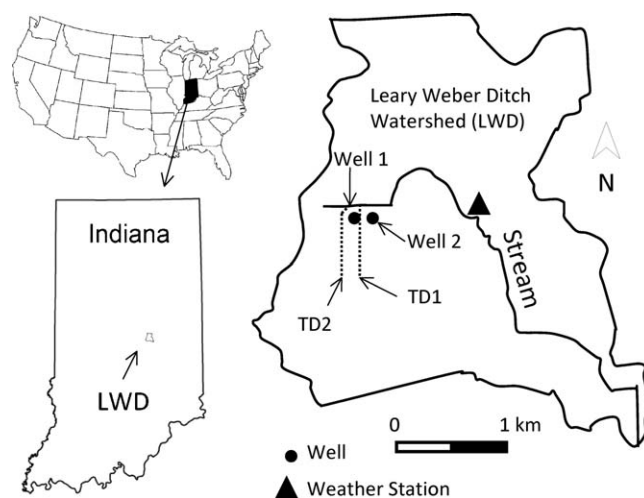 Leary Weber Ditch
Watershed (LWD)
Well 1
N
Indiana
Well 2
Stream
TD1
TD2
LWD
0 1 km
Well
Weather Station